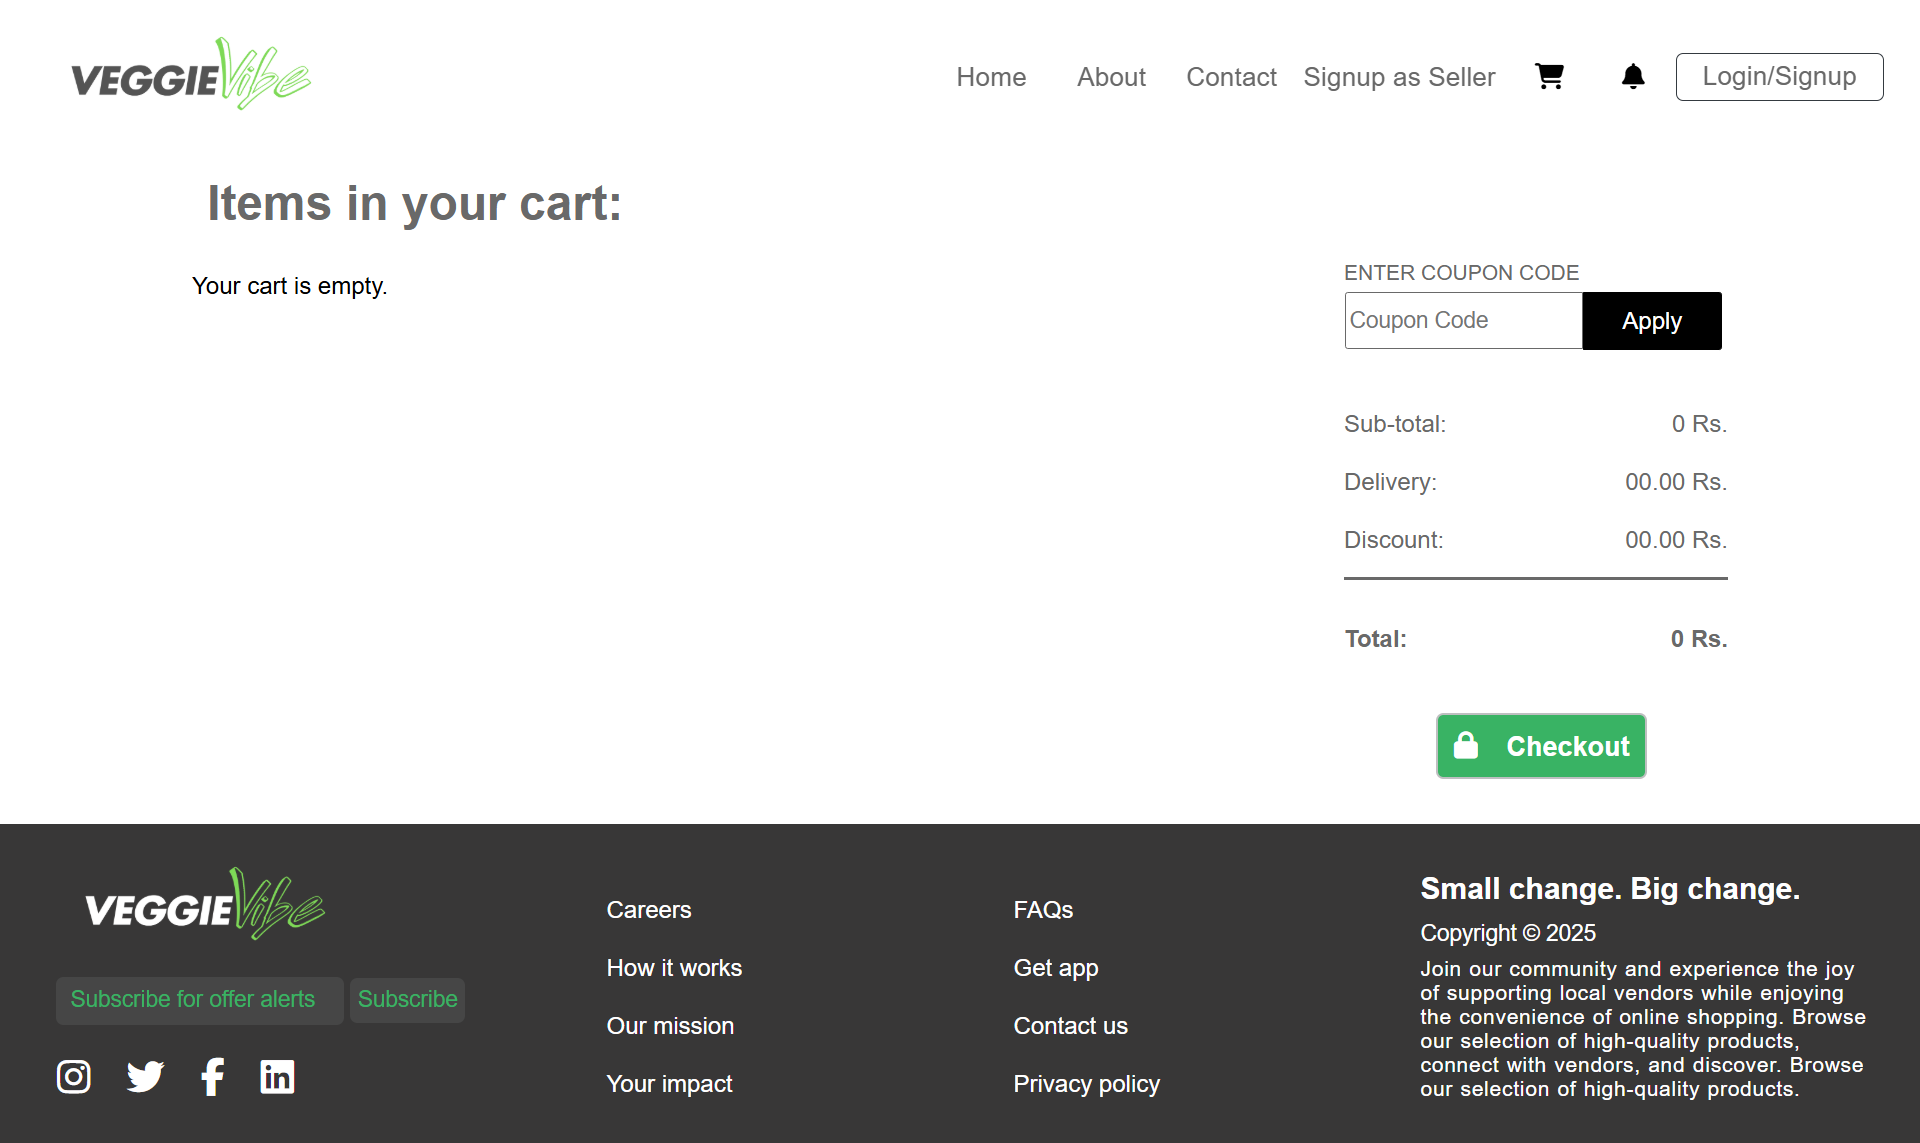 VEGGIE Vibe
Home About Contact Signup as Seller Login/Signup
Items in your cart:
Your cart is empty.
ENTER COUPON CODE
Coupon Code Apply
Sub-total: 0 Rs.
Delivery: 00.00 Rs.
Discount: 00.00 Rs.
Total: 0 Rs.
Checkout
VEGGIE Vibe
Subscribe for offer alerts Subscribe
Careers
How it works
Our mission
Your impact
FAQs
Get app
Contact us
Privacy policy
Small change. Big change.
Copyright © 2025
Join our community and experience the joy
of supporting local vendors while enjoying
the convenience of online shopping. Browse
our selection of high-quality products,
connect with vendors, and discover. Browse
our selection of high-quality products.